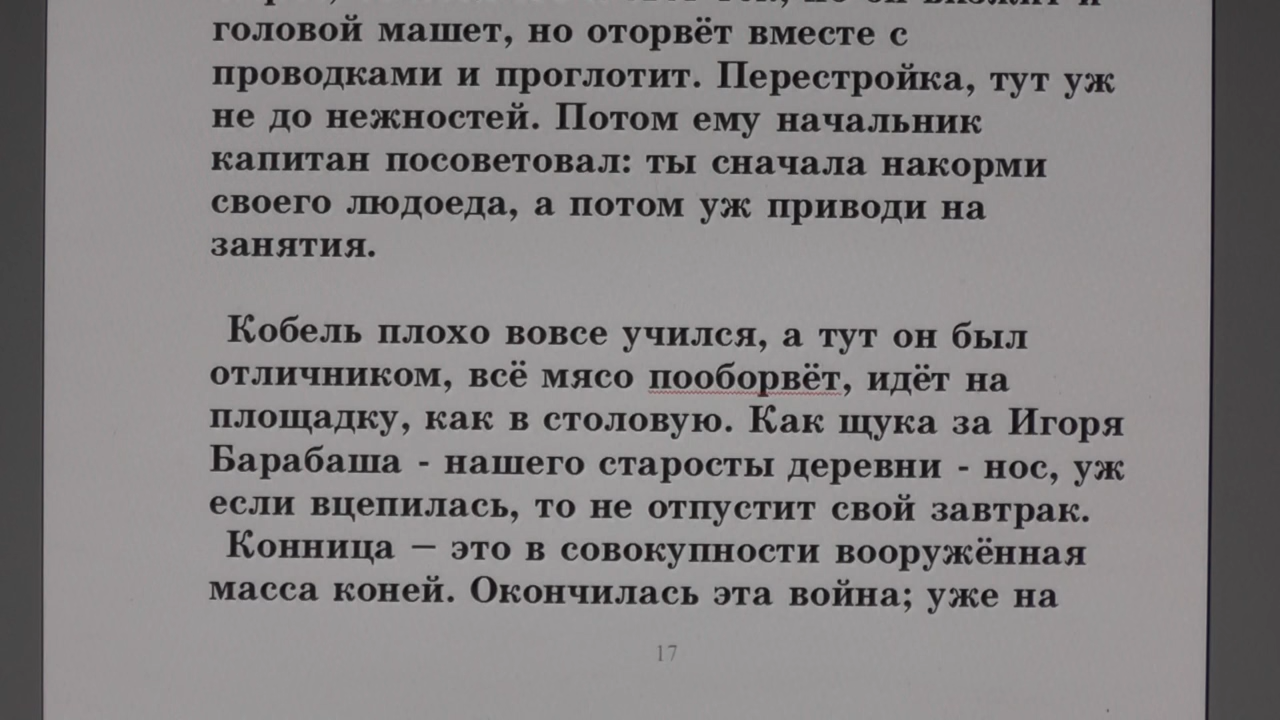 головой машет, но оторвёт вместе с
проводками и проглотит. Перестройка, тут уж
не до нежностей. Потом ему начальник
капитан посоветовал: ты сначала накорми
своего людоеда, а потом уж приводи на
занятия.
Кобель плохо вовсе учился, а тут он был
отличником, всё мясо пооборвёт, идёт на
площадку, как в столовую. Как щука за Игоря
Барабаша - нашего старосты деревни - нос, уж
если вцепилась, то не отпустит свой завтрак.
Конница – это в совокупности вооружённая
масса коней. Окончилась эта война; уже на
17